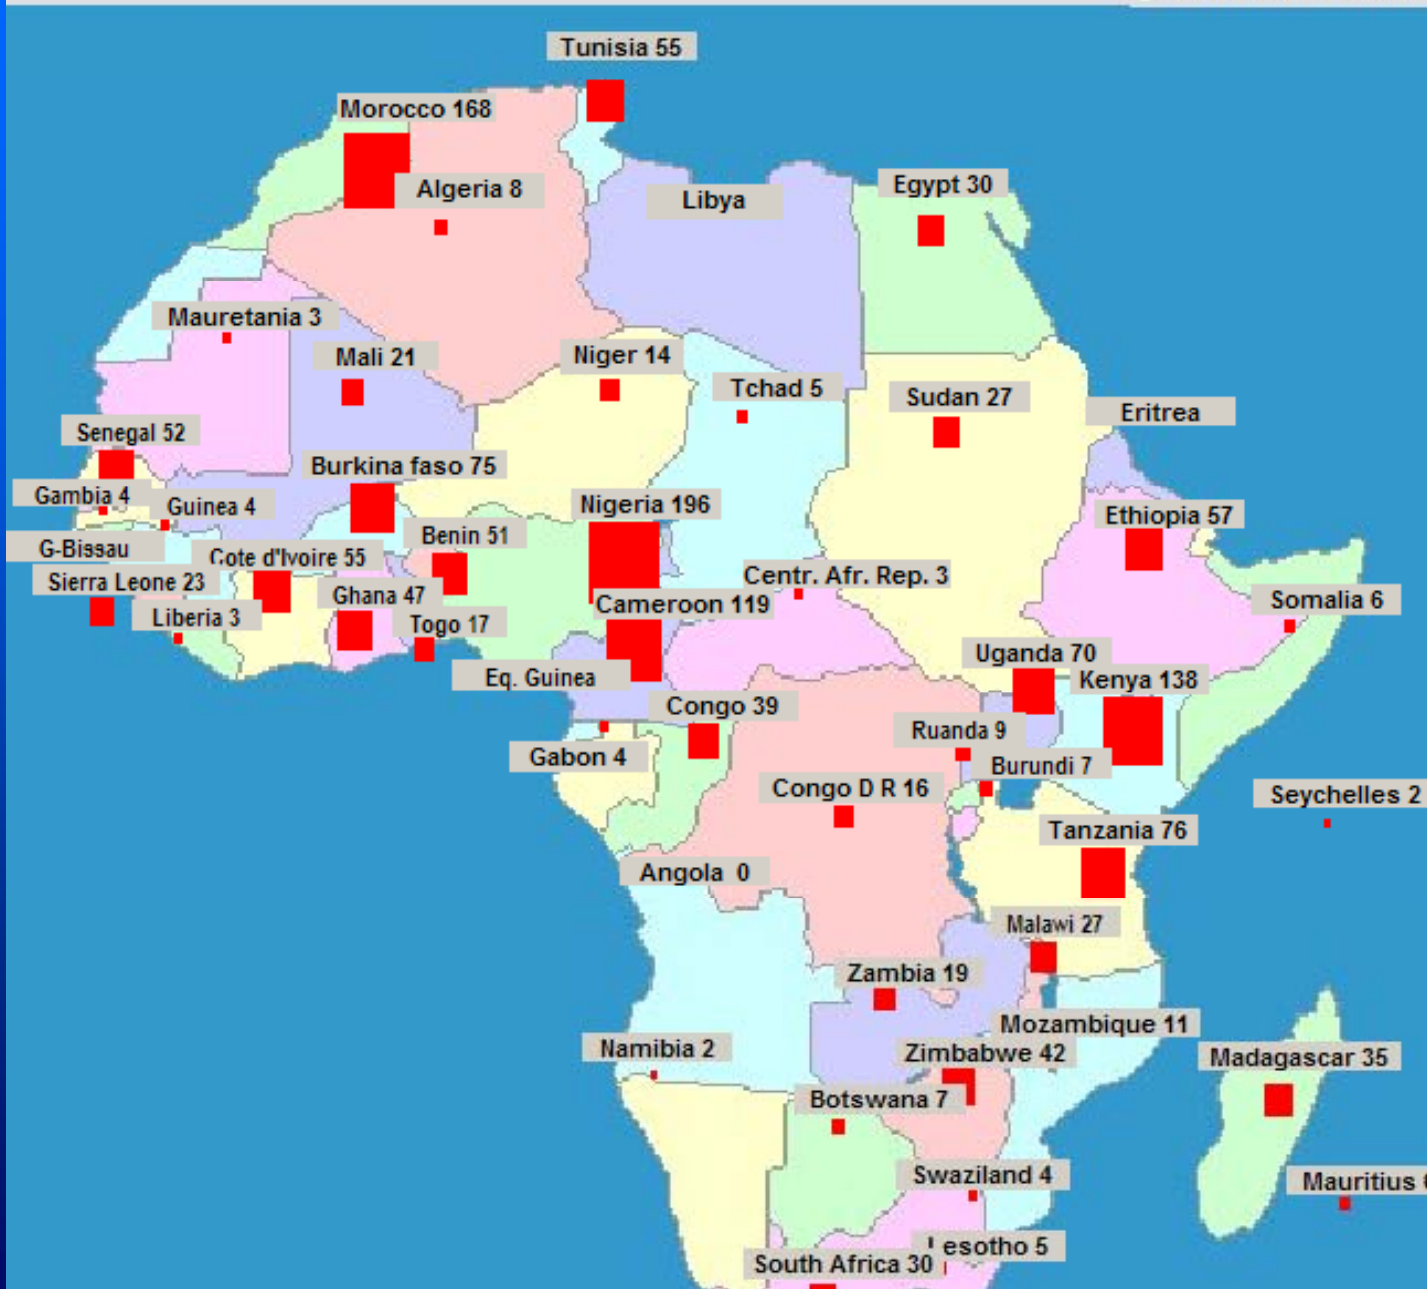 Tunisia 55
Morocco 168
Algeria 8
Libya
Egypt 30
Mauretania 3
Mali 21
Niger 14
Tchad 5
Sudan 27
Eritrea
Senegal 52
Burkina faso 75
Gambia 4
Guinea 4
Nigeria 196
Ethiopia 57
Benin 51
G-Bissau
Cote d'Ivoire 55
Centr. Afr. Rep. 3
Sierra Leone 23
Ghana 47
Cameroon 119
Somalia 6
Liberia 3
Togo 17
Uganda 70
Eq. Guinea
Kenya 138
Congo 39
Ruanda 9
Gabon 4
Burundi 7
Congo D R 16
Seychelles 2
Tanzania 76
Angola 0
Malawi 27
Zambia 19
Mozambique 11
Namibia 2
Zimbabwe 42
Madagascar 35
Botswana 7
Swaziland 4
Mauritius
Lesotho 5
South Africa 30